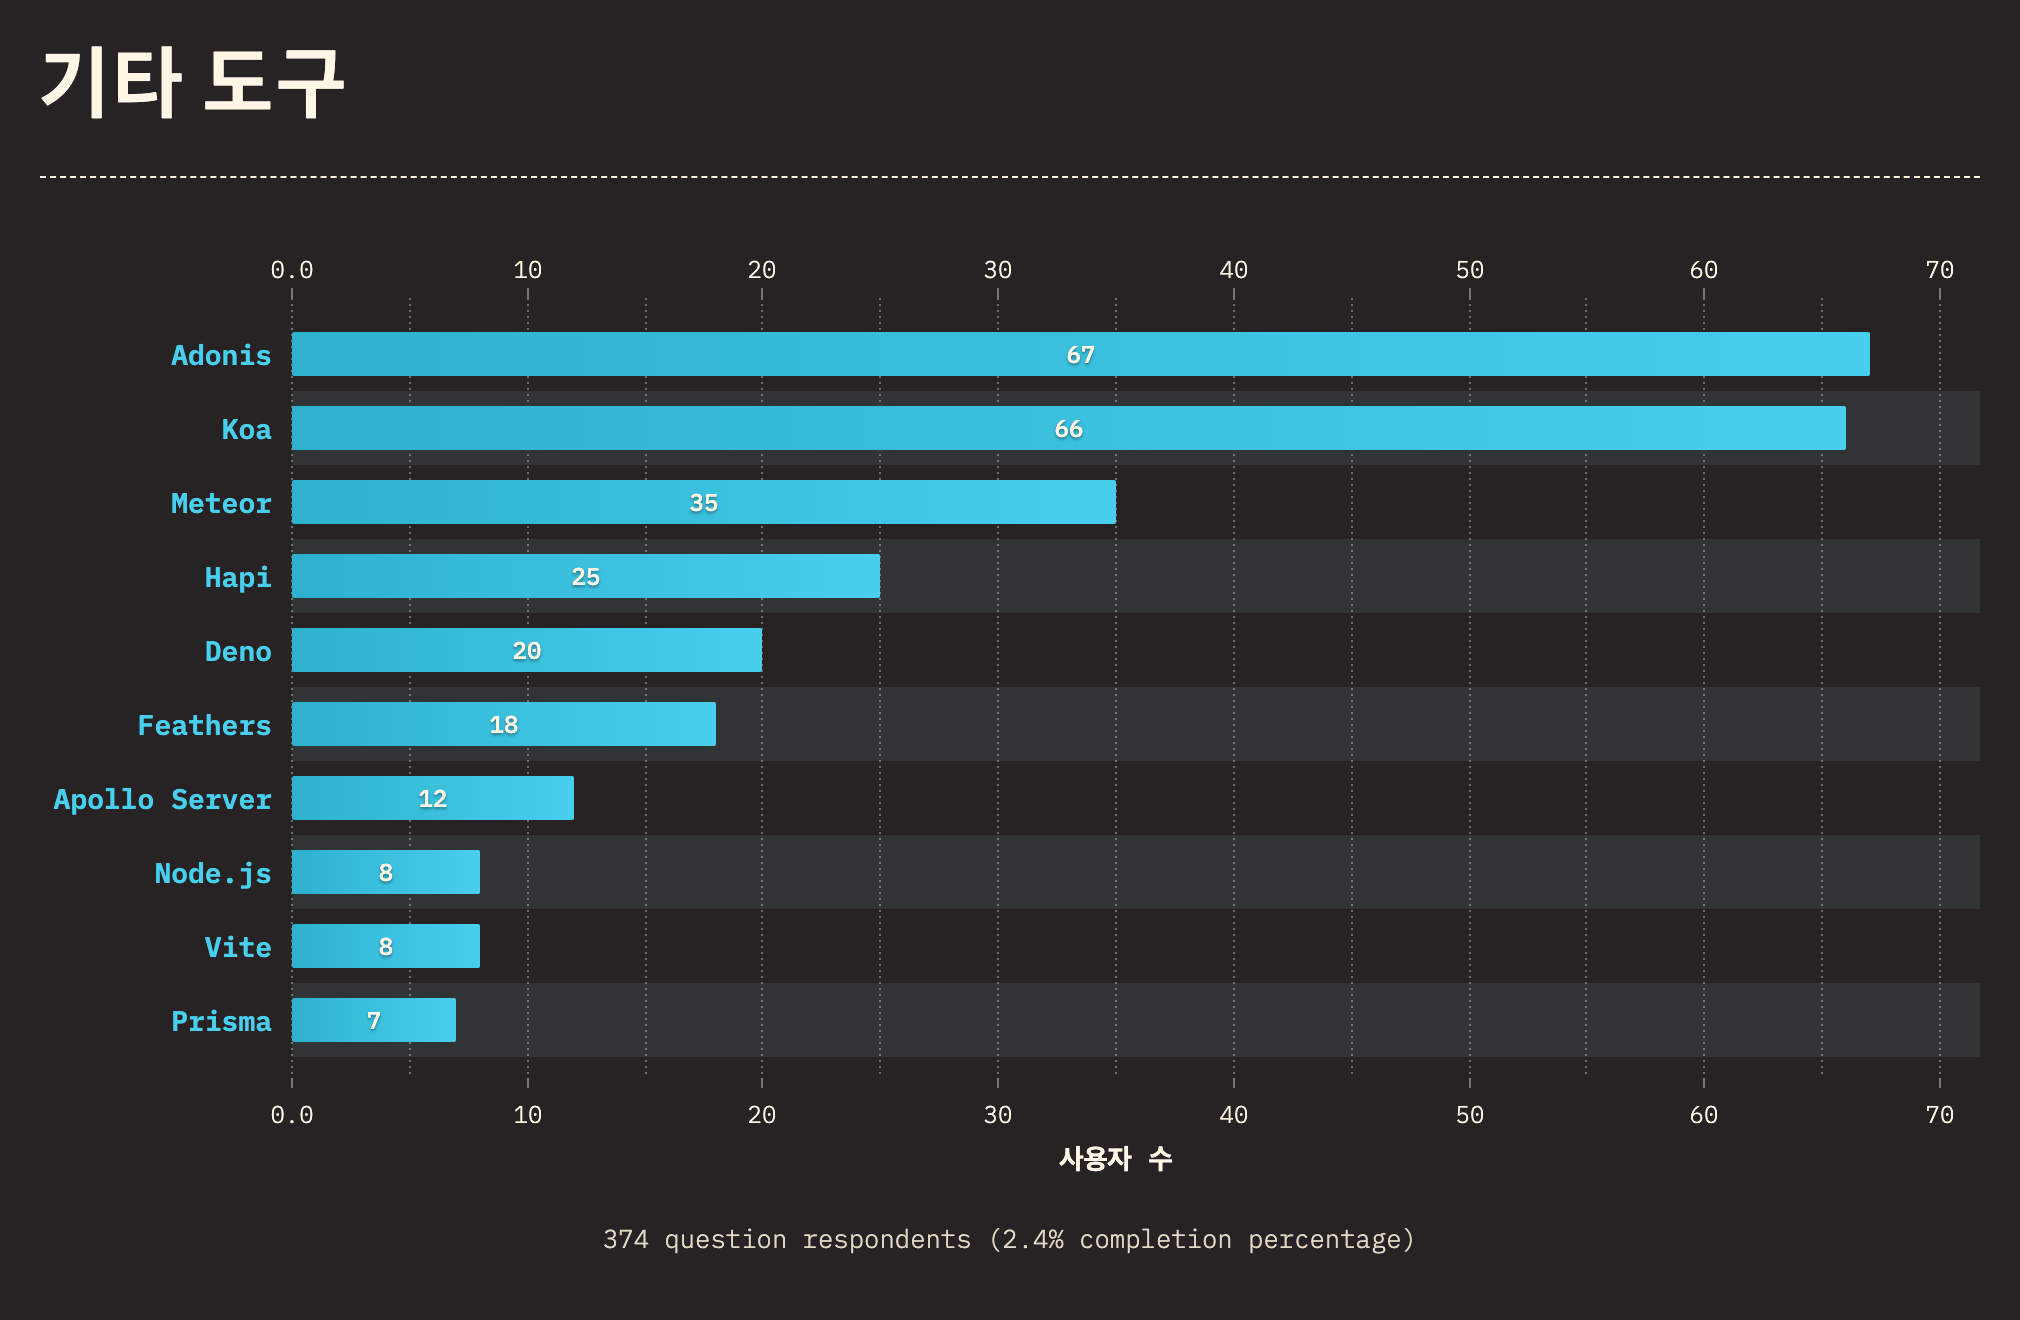 기타 도구
0.0 10 20 30 40 50 60 70
Adonis 67
Koa 66
Meteor 35
Hapi 25
Deno 20
Feathers 18
Apollo Server 12
Node.js 8
Vite 8
Prisma 7
0.0 10 20 30 40 50 60 70
사용자 수
374 question respondents (2.4% completion percentage)